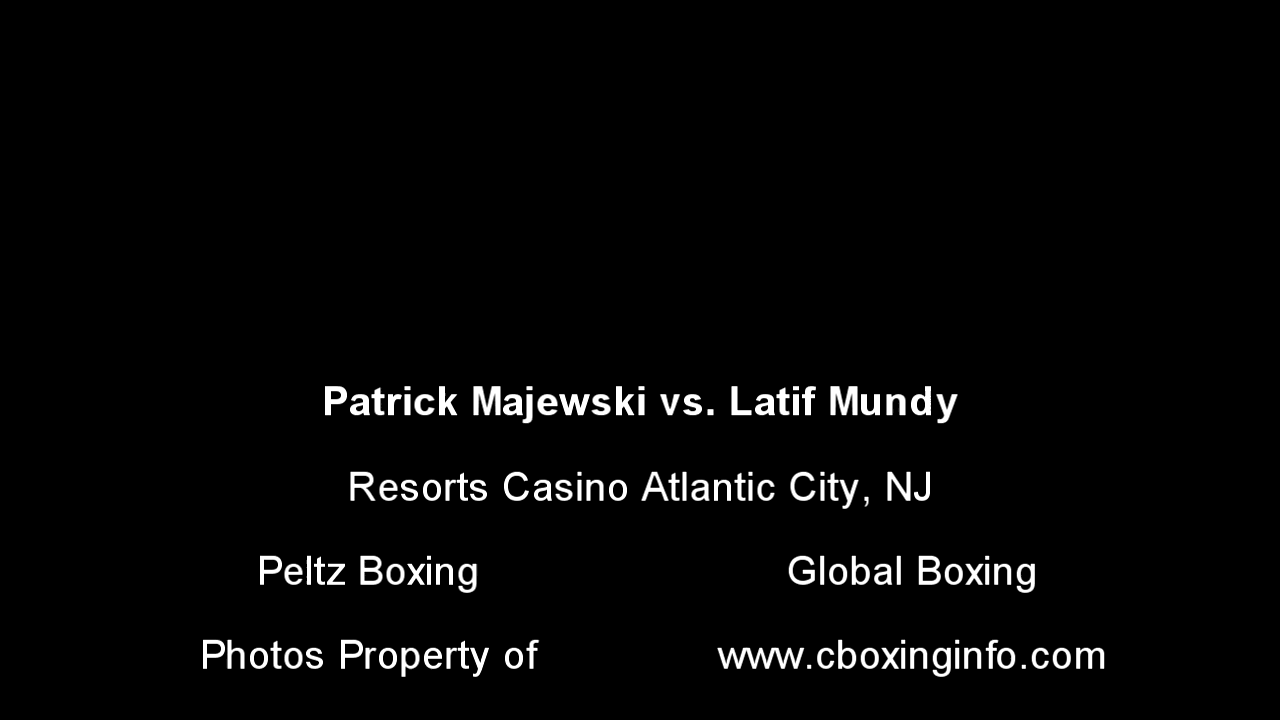 Patrick Majewski vs. Latif Mundy
Resorts Casino Atlantic City, NJ
Peltz Boxing Global Boxing
Photos Property of www.cboxinginfo.com